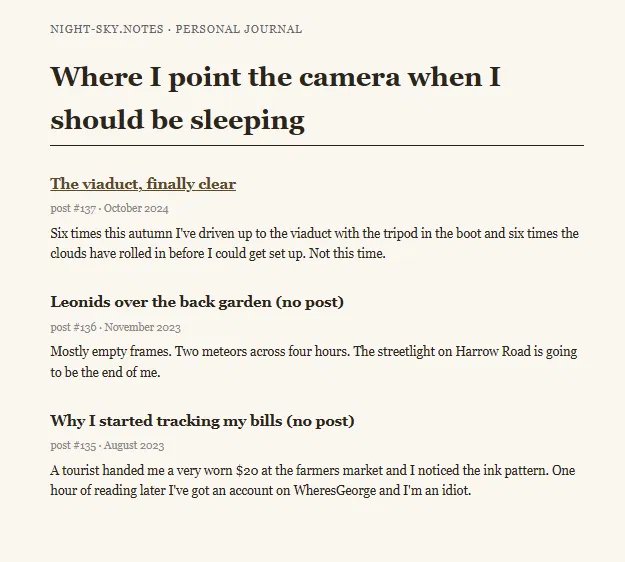 NIGHT-SKY.NOTES · PERSONAL JOURNAL
Where I point the camera when I
should be sleeping
The viaduct, finally clear
post #137 · October 2024
Six times this autumn I've driven up to the viaduct with the tripod in the boot and six times the
clouds have rolled in before I could get set up. Not this time.
Leonids over the back garden (no post)
post #136 · November 2023
Mostly empty frames. Two meteors across four hours. The streetlight on Harrow Road is going
to be the end of me.
Why I started tracking my bills (no post)
post #135 · August 2023
A tourist handed me a very worn $20 at the farmers market and I noticed the ink pattern. One
hour of reading later I've got an account on WheresGeorge and I'm an idiot.